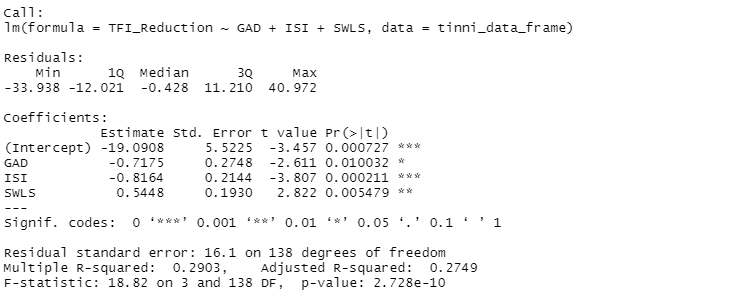 Call:
lm(formula = TFI_Reduction ~ GAD + ISI + SWLS, data = tinni_data_frame)
Residuals:
Min 1Q Median 3Q Max
-33.938 -12.021 -0.428 11.210 40.972
Coefficients:
Estimate Std. Error t value Pr(>|t|)
(Intercept) -19.0908 5.5225 -3.457 0.000727 ***
GAD -0.7175 0.2748 -2.611 0.010032 *
ISI -0.8164 0.2144 -3.807 0.000211 ***
SWLS 0.5448 0.1930 2.822 0.005479 **
---
Signif. codes: 0 ‘***’ 0.001 ‘**’ 0.01 ‘*’ 0.05 ‘.’ 0.1 ‘ ’ 1
Residual standard error: 16.1 on 138 degrees of freedom
Multiple R-squared: 0.2903, Adjusted R-squared: 0.2749
F-statistic: 18.82 on 3 and 138 DF, p-value: 2.728e-10